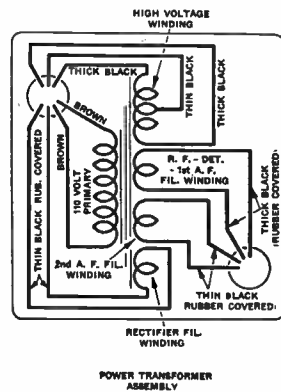 HIGH VOLTAGE
WINDING
THICK BLACK
THIN BLACK
THICK BLACK
BROWN
BROWN
THIN BLACK RUB. COVERED
110 VOLT
PRIMARY
R. F. - DET.
- 1st A. F.
FIL. WINDING
THICK BLACK
(RUBBER COVERED)
2nd A. F. FIL.
WINDING
THIN BLACK
RUBBER COVERED)
RECTIFIER FIL.
WINDING
POWER TRANSFORMER
ASSEMBLY